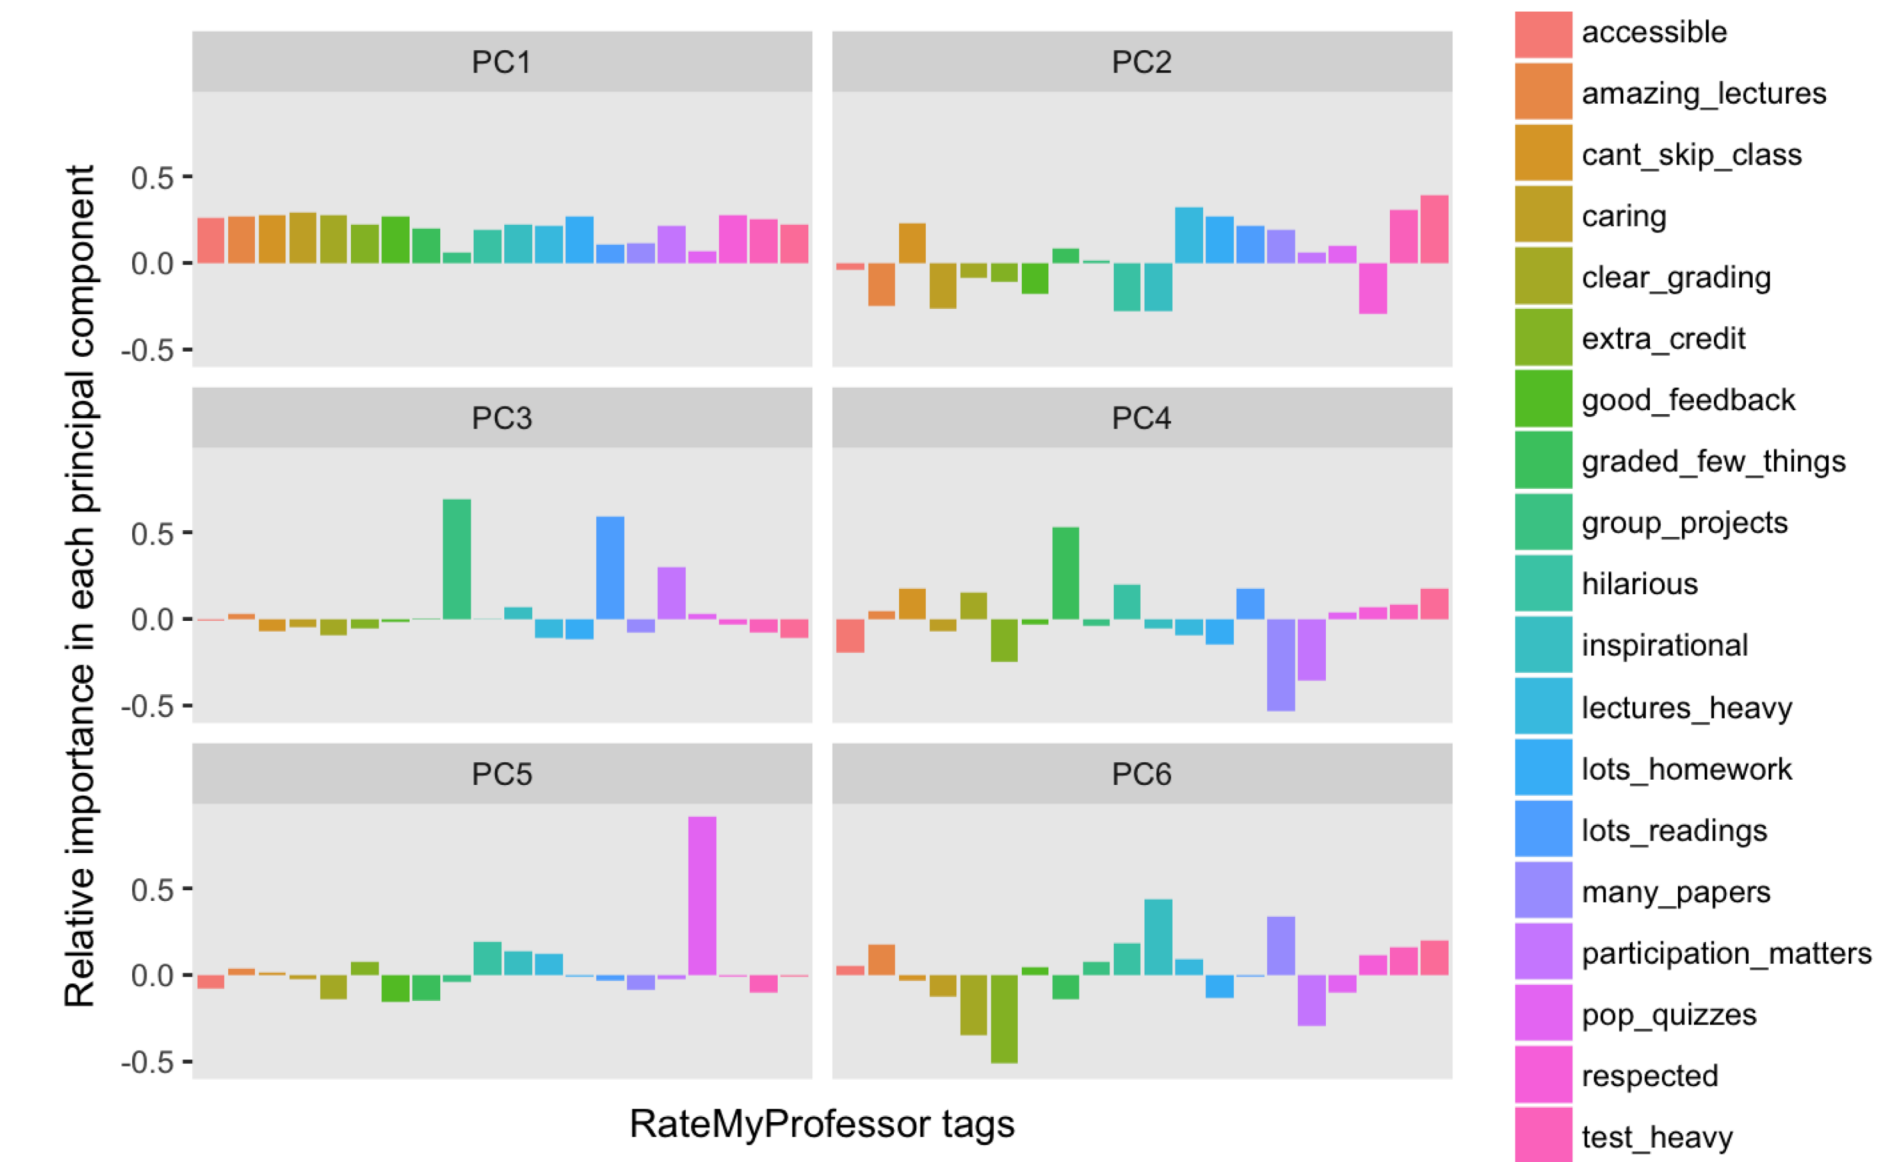 PC1
PC2
0.5
0.0
-0.5
PC3
PC4
0.5
0.0
-0.5
PC5
PC6
0.5
0.0
-0.5
Relative importance in each principal component
RateMyProfessor tags
accessible
amazing_lectures
cant_skip_class
caring
clear_grading
extra_credit
good_feedback
graded_few_things
group_projects
hilarious
inspirational
lectures_heavy
lots_homework
lots_readings
many_papers
participation_matters
pop_quizzes
respected
test_heavy